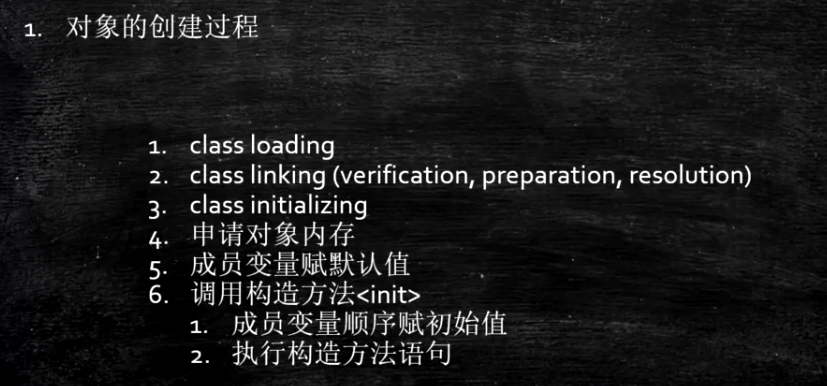 1. 对象的创建过程
1. class loading
2. class linking (verification, preparation, resolution)
3. class initializing
4. 申请对象内存
5. 成员变量赋默认值
6. 调用构造方法<init>
1. 成员变量顺序赋初始值
2. 执行构造方法语句